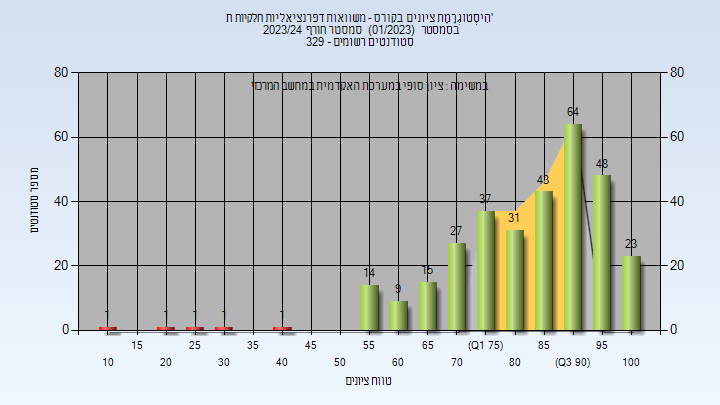 היסטוגרמת ציונים בקורס - משוואות דפרנציאליות חלקיות ת'
בסמסטר (01/2023) סמסטר חורף 2023/24
סטודנטים רשומים - 329
במשימה : ציון סופי במערכת האקדמית במחשב המרכזי
מספר סטודנטים
80 80
60 60
40 40
20 20
0 0
1 1 1 1 1 14 9 15 27 37 31 43 64 48 23
15 25 35 45 55 65 (Q1 75) 85 95
10 20 30 40 50 60 70 80 (Q3 90) 100
טווח ציונים